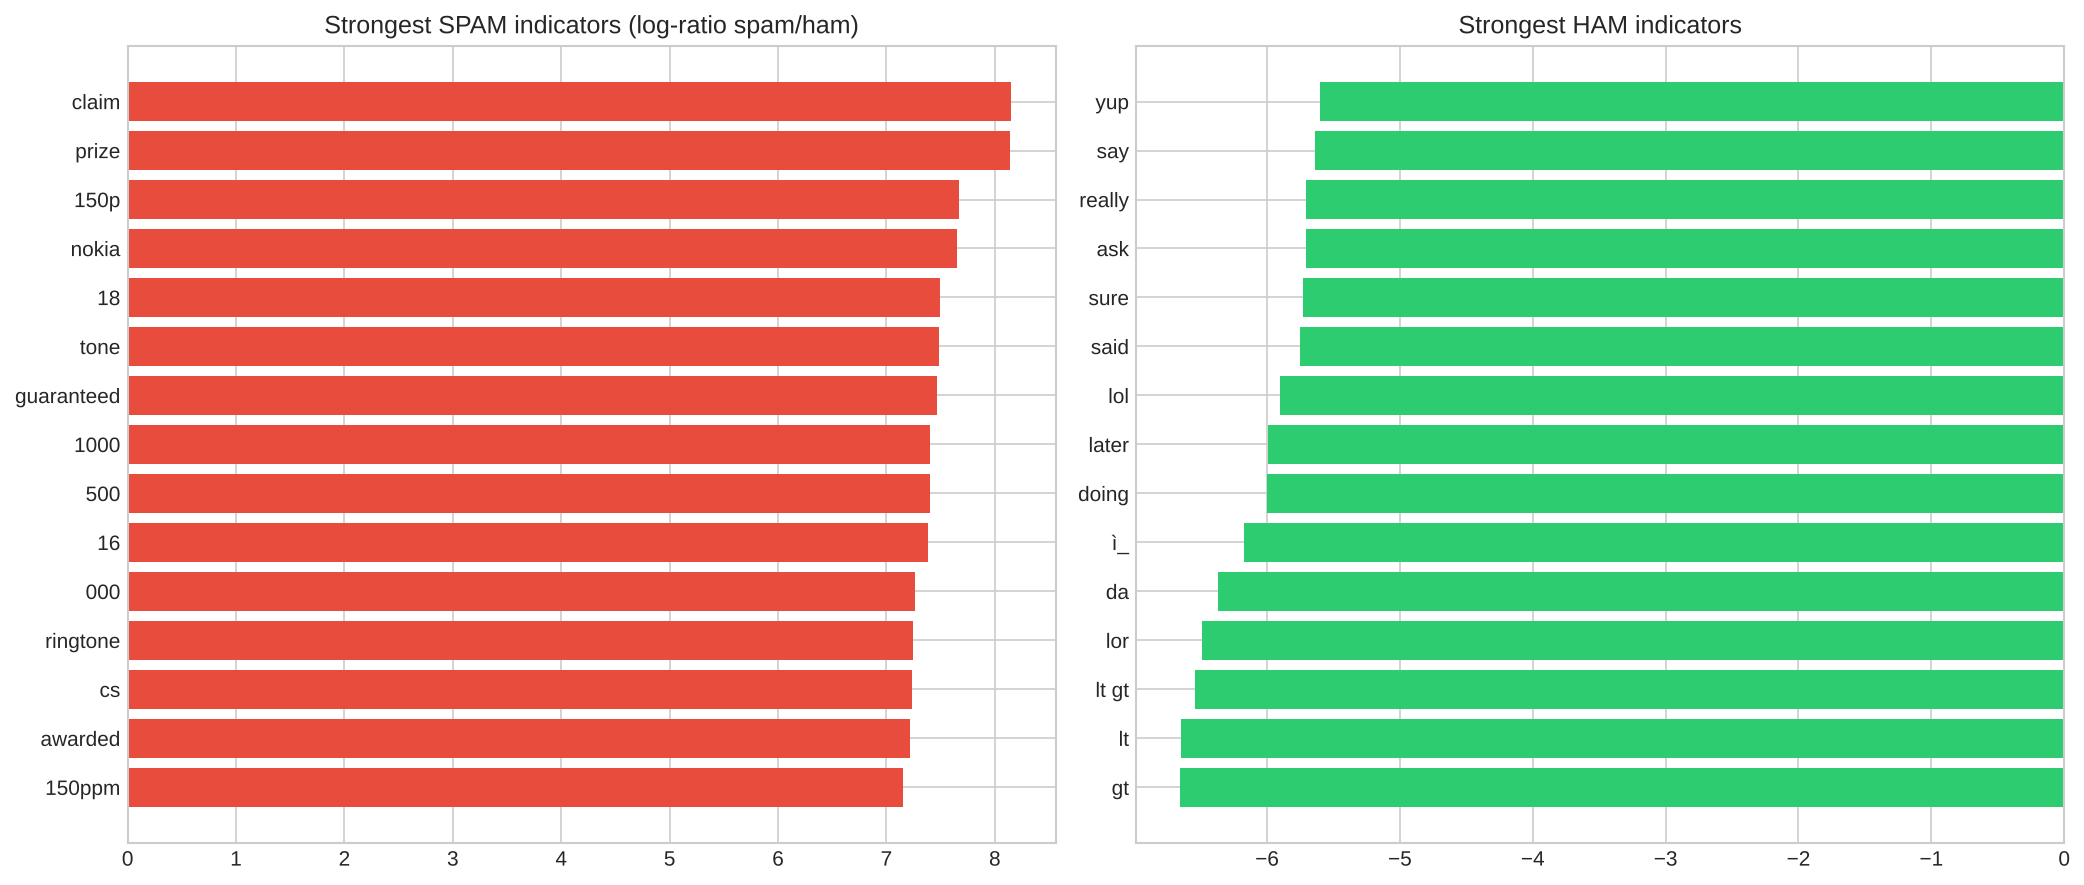 Strongest SPAM indicators (log-ratio spam/ham)
claim
prize
150p
nokia
18
tone
guaranteed
1000
500
16
000
ringtone
cs
awarded
150ppm
0 1 2 3 4 5 6 7 8
Strongest HAM indicators
yup
say
really
ask
sure
said
lol
later
doing
ì_
da
lor
lt gt
lt
gt
−6 −5 −4 −3 −2 −1 0